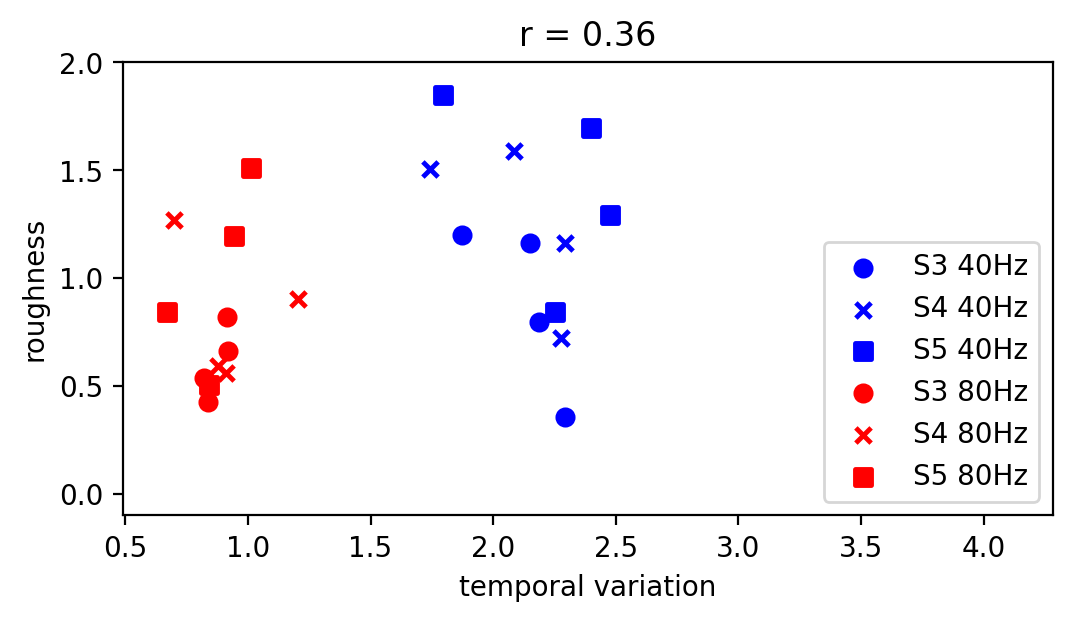 r = 0.36
2.0
1.5
1.0
0.5
0.0
roughness
S3 40Hz
S4 40Hz
S5 40Hz
S3 80Hz
S4 80Hz
S5 80Hz
0.5 1.0 1.5 2.0 2.5 3.0 3.5 4.0
temporal variation